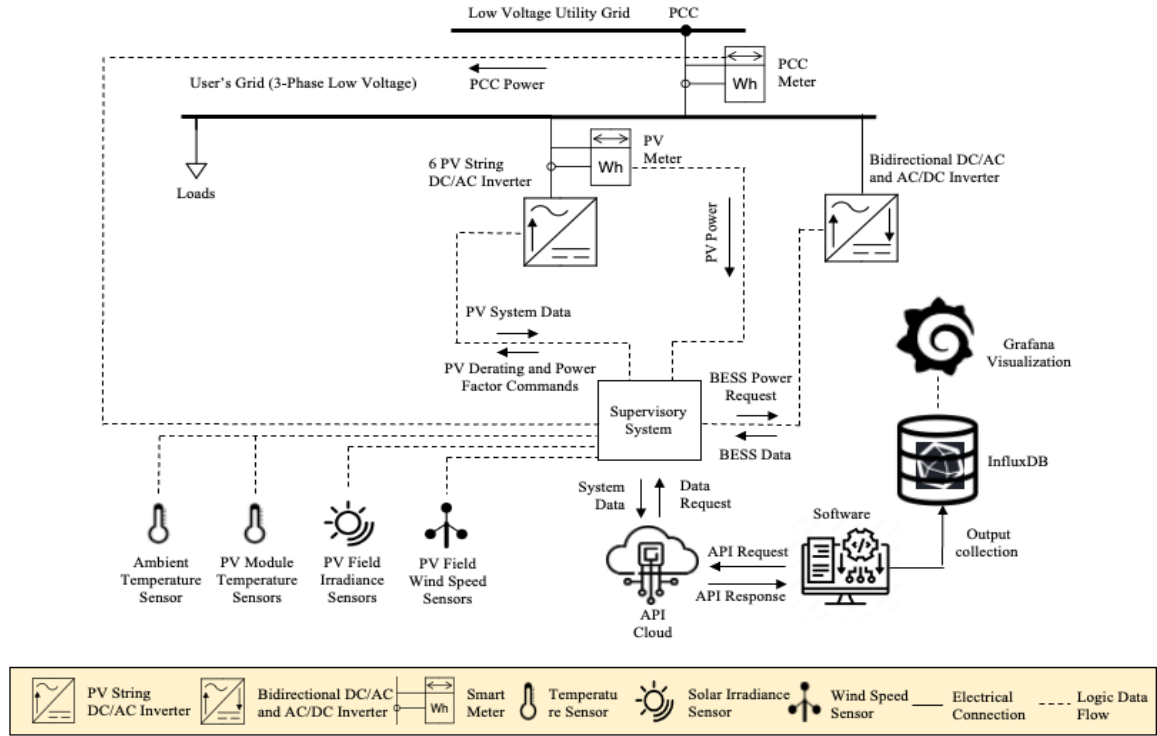 Low Voltage Utility Grid
PCC
Wh
PCC
Meter
User's Grid (3-Phase Low Voltage)
PCC Power
Loads
6 PV String
DC/AC Inverter
Wh
PV
Meter
Bidirectional DC/AC
and AC/DC Inverter
PV Power
PV System Data
PV Derating and Power
Factor Commands
Supervisory
System
BESS Power
Request
BESS Data
Grafana
Visualization
InfluxDB
System
Data
Data
Request
Software
Output
collection
API Request
API Response
API
Cloud
Ambient
Temperature
Sensor
PV Module
Temperature
Sensors
PV Field
Irradiance
Sensors
PV Field
Wind Speed
Sensors
PV String
DC/AC Inverter
Bidirectional DC/AC
and AC/DC Inverter
Wh
Smart
Meter
Temperatu
re Sensor
Solar Irradiance
Sensor
Wind Speed
Sensor
Electrical
Connection
Logic Data
Flow